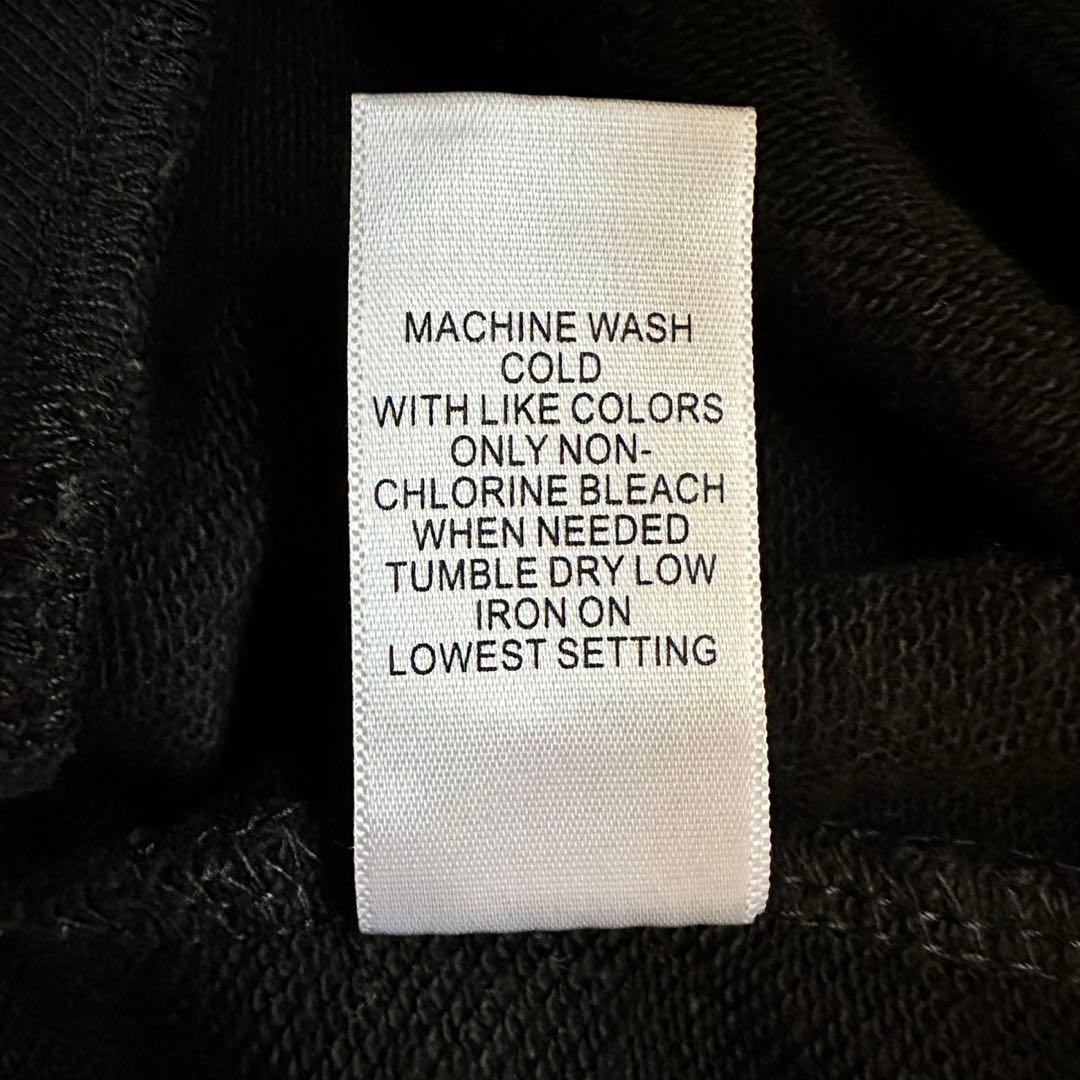 MACHINE WASH
COLD
WITH LIKE COLORS
ONLY NON-
CHLORINE BLEACH
WHEN NEEDED
TUMBLE DRY LOW
IRON ON
LOWEST SETTING